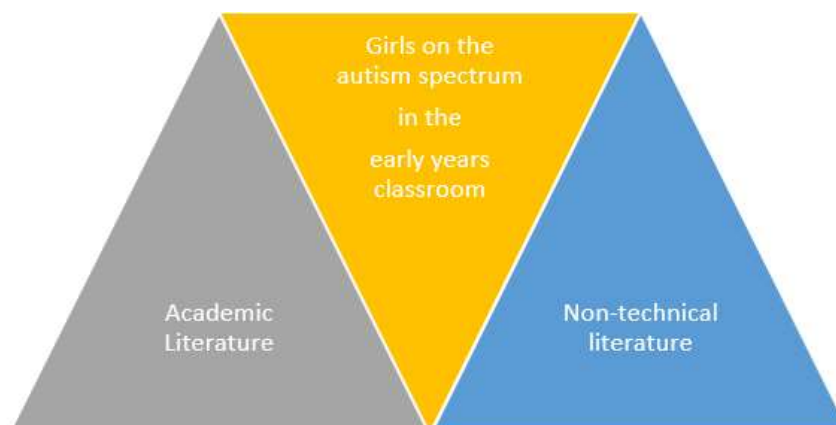 Girls on the
autism spectrum
in the
early years
classroom
Academic
Literature
Non-technical
literature